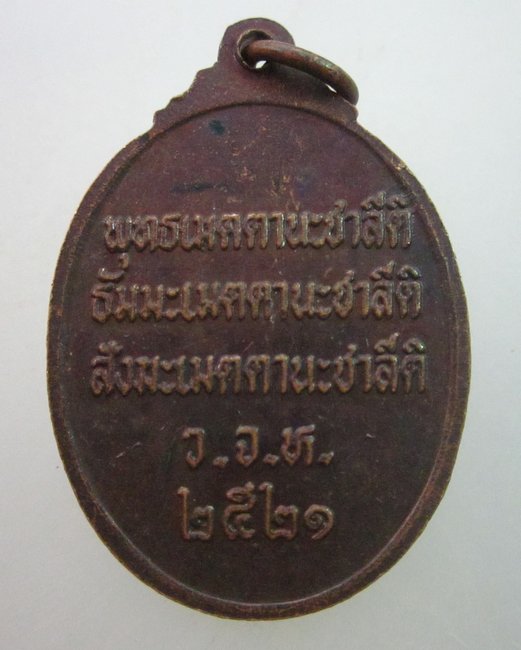 พุทธเมตตานะชาลีติ
ธัมมะเมตตานะชาลีติ
สังฆะเมตตานะชาลีติ
ว.จ.ห.
๒๕๒๑